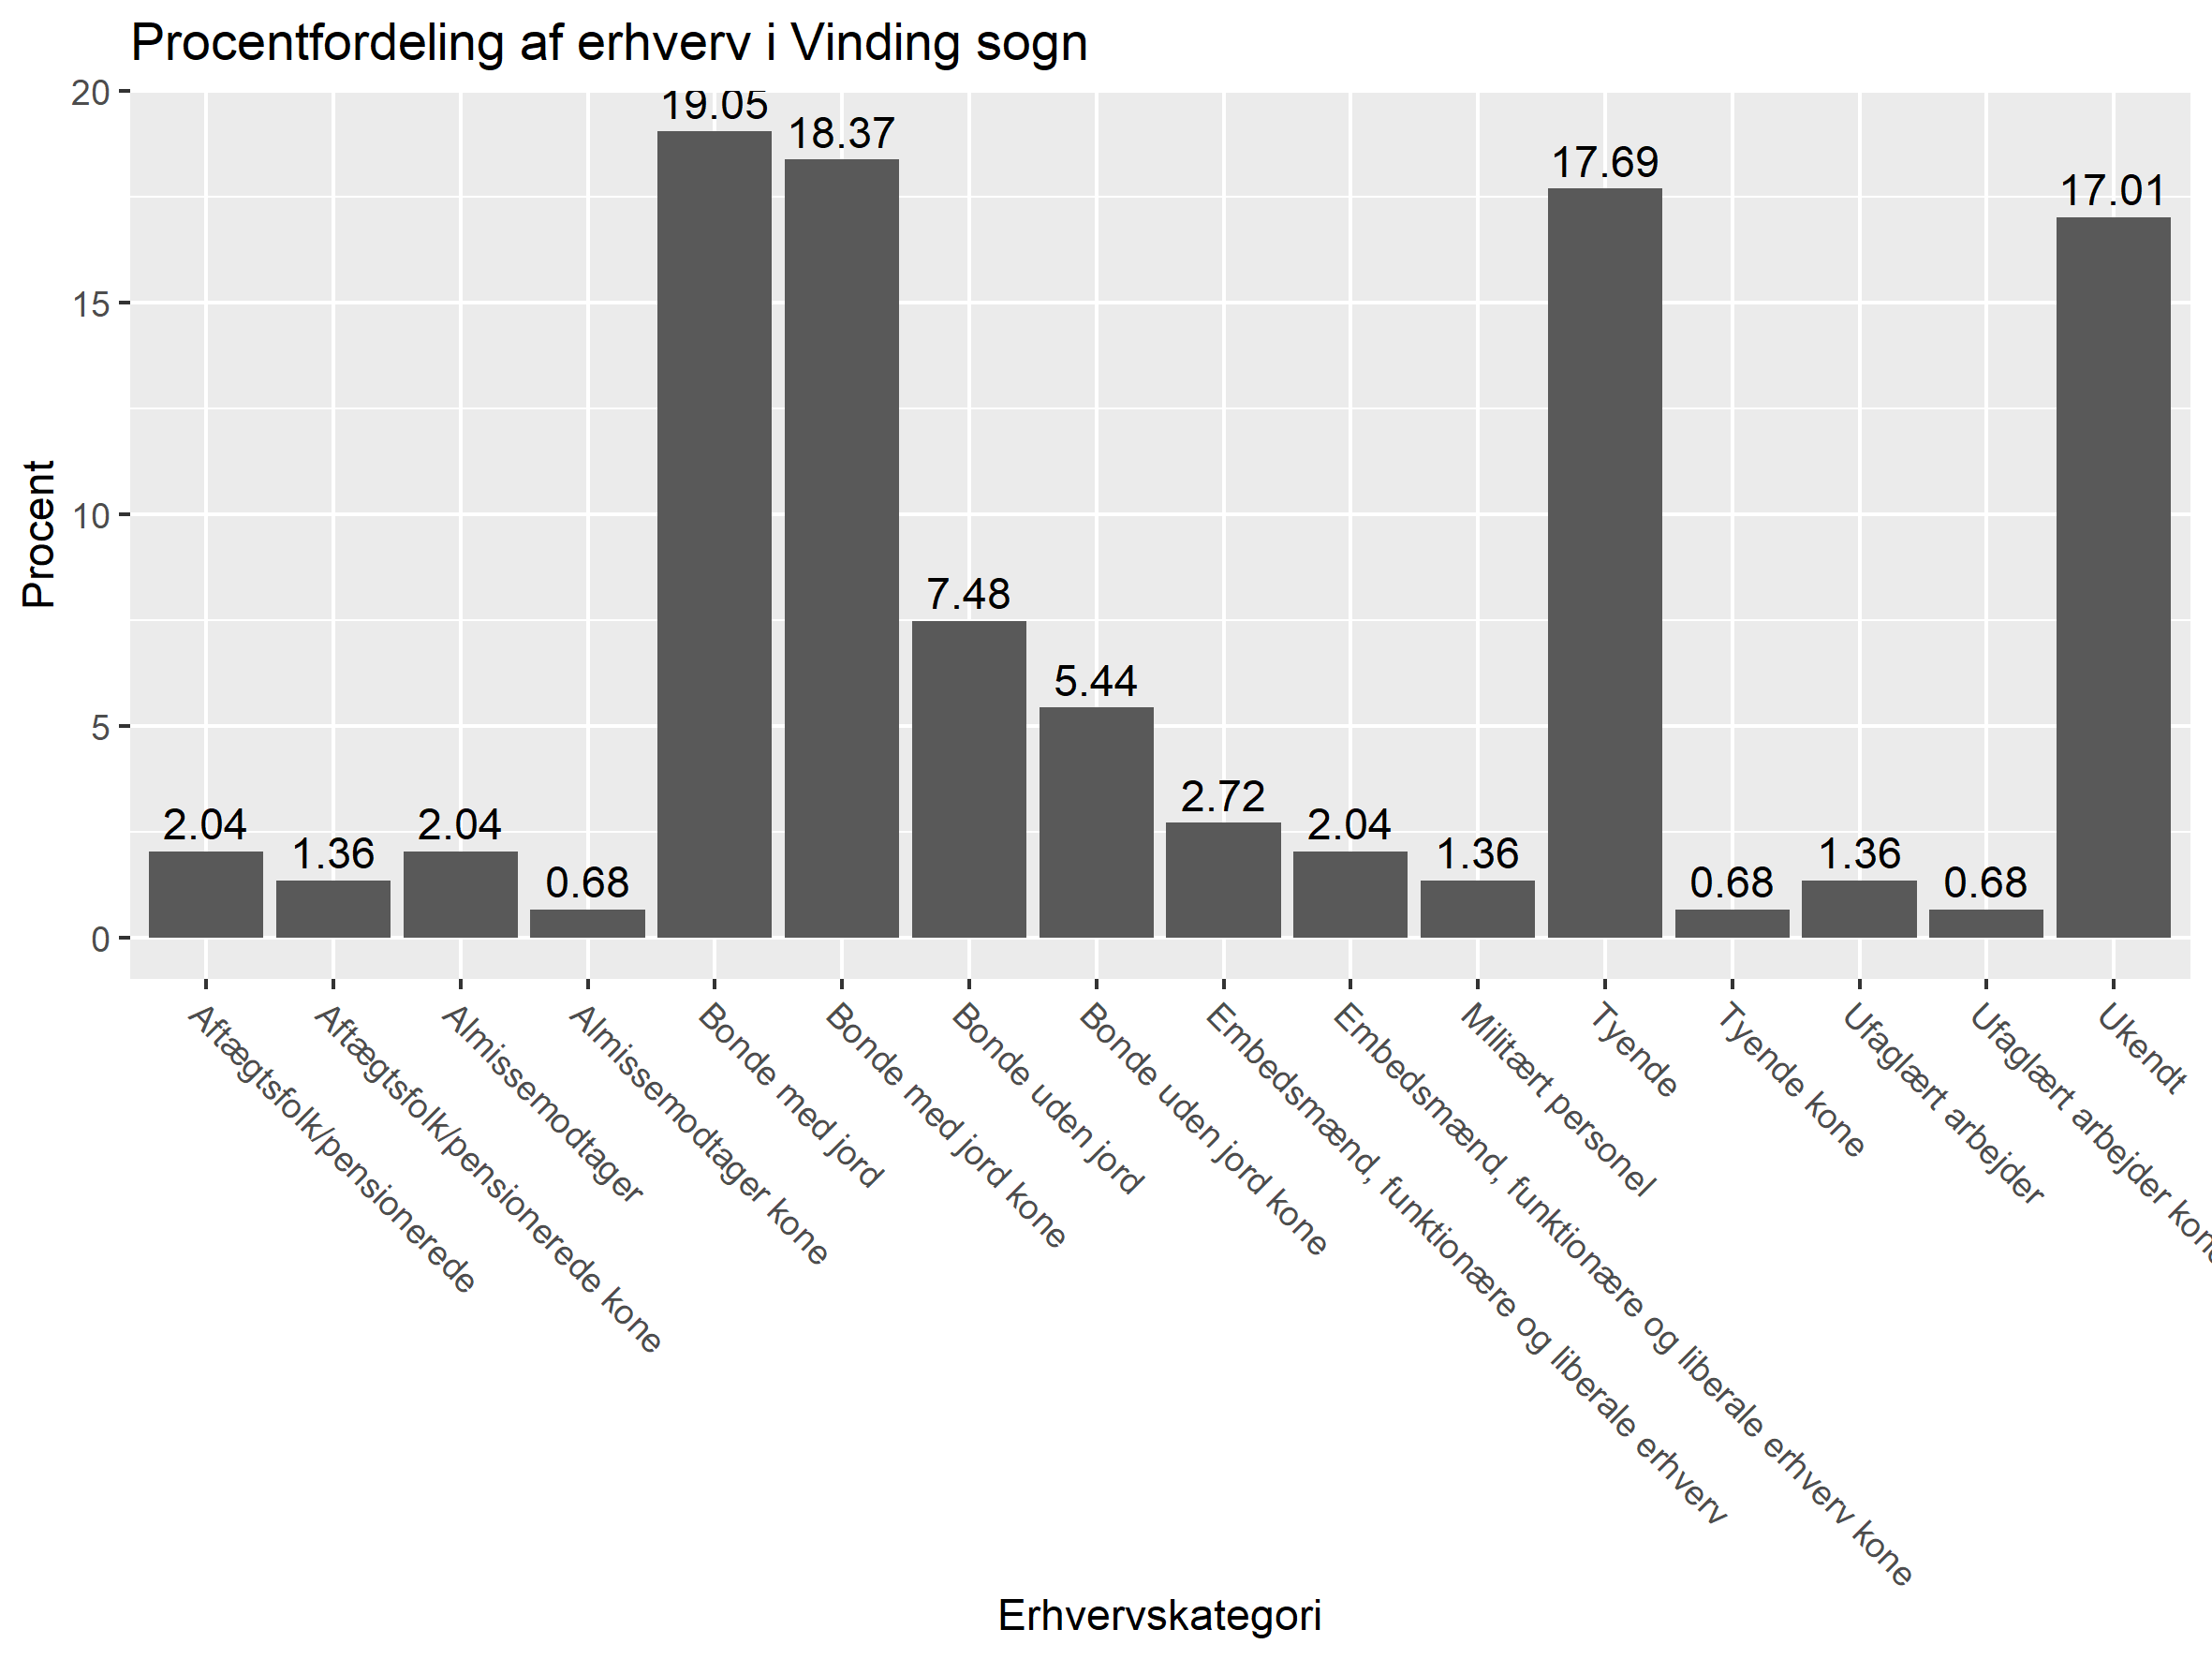 Procentfordeling af erhverv i Vinding sogn
Procent
20
15
10
5
0
2.04
1.36
2.04
0.68
19.05
18.37
7.48
5.44
2.72
2.04
1.36
17.69
0.68
1.36
0.68
17.01
Aftægtsfolk/pensionerede
Aftægtsfolk/pensionerede kone
Almissemodtager
Almissemodtager kone
Bonde med jord
Bonde med jord kone
Bonde uden jord
Bonde uden jord kone
Embedsmænd, funktionære og liberale erhverv
Embedsmænd, funktionære og liberale erhverv kone
Militært personel
Tyende
Tyende kone
Ufaglært arbejder
Ufaglært arbejder kone
Ukendt
Erhvervskategori